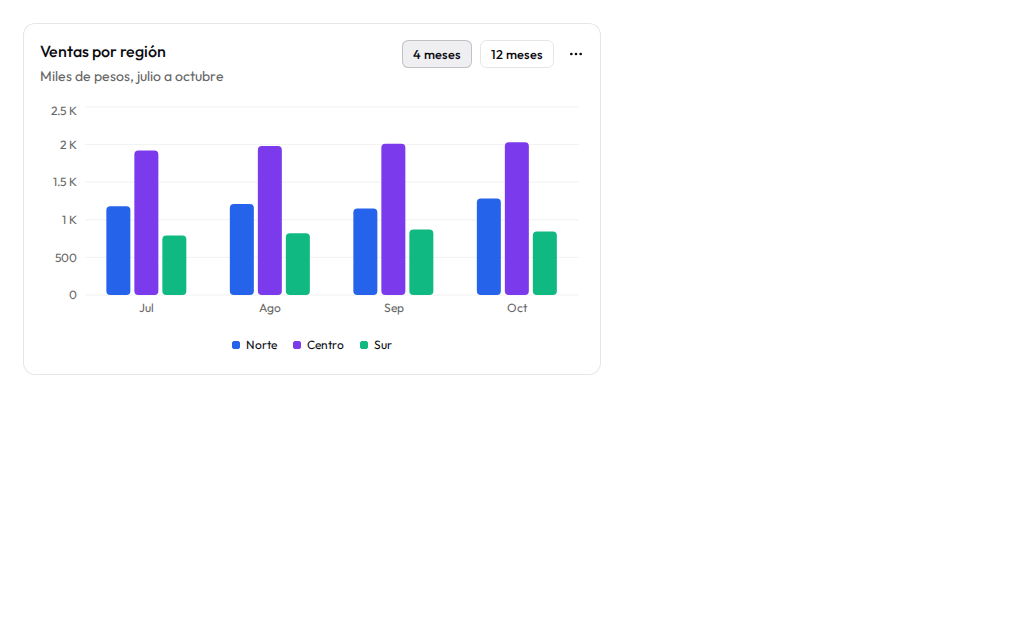 Ventas por región
4 meses
12 meses
Miles de pesos, julio a octubre
2.5 K
2 K
1.5 K
1 K
500
0
Jul Ago Sep Oct
Norte Centro Sur